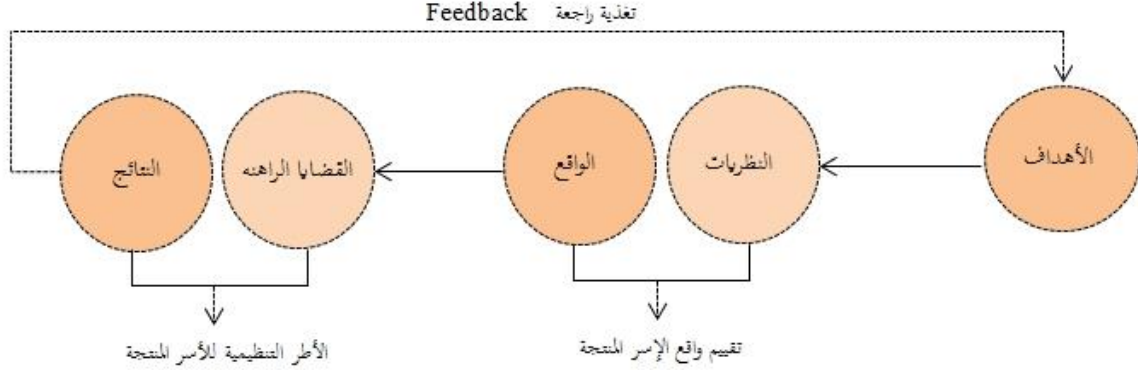 تغذية راجعة Feedback
الأهداف
النظريات
الواقع
القضايا الراهنه
النتائج
تقييم واقع الإسر المنتجة
الأطر التنظيمية للأسر المنتجة